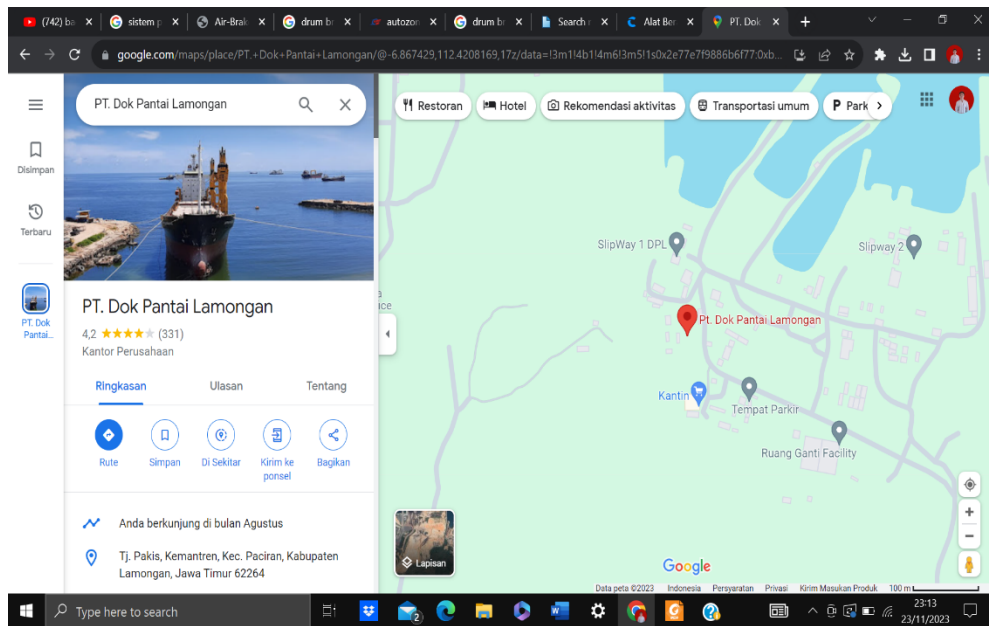 (742) ba
sistem p
Air-Brak
drum br
autozon
drum br
Search r
Alat Ber
PT. Dok
google.com/maps/place/PT.+Dok+Pantai+Lamongan/@-6.867429,112.4208169,17z/data=!3m1!4b1!4m6!3m5!1s0x2e77e7f9886b6f77:0xb...
PT. Dok Pantai Lamongan
Restoran
Hotel
Rekomendasi aktivitas
Transportasi umum
P Park
Disimpan
Terbaru
PT. Dok
Pantai...
PT. Dok Pantai Lamongan
4,2 (331)
Kantor Perusahaan
Ringkasan
Ulasan
Tentang
Rute
Simpan
Di Sekitar
Kirim ke
ponsel
Bagikan
Anda berkunjung di bulan Agustus
Tj. Pakis, Kemantren, Kec. Paciran, Kabupaten
Lamongan, Jawa Timur 62264
SlipWay 1 DPL
Slipway 2
Pt. Dok Pantai Lamongan
Kantin
Tempat Parkir
Ruang Ganti Facility
Lapisan
Google
Data peta ©2023 Indonesia Persyaratan Privasi Kirim Masukan Produk 100 m
Type here to search
23:13
23/11/2023